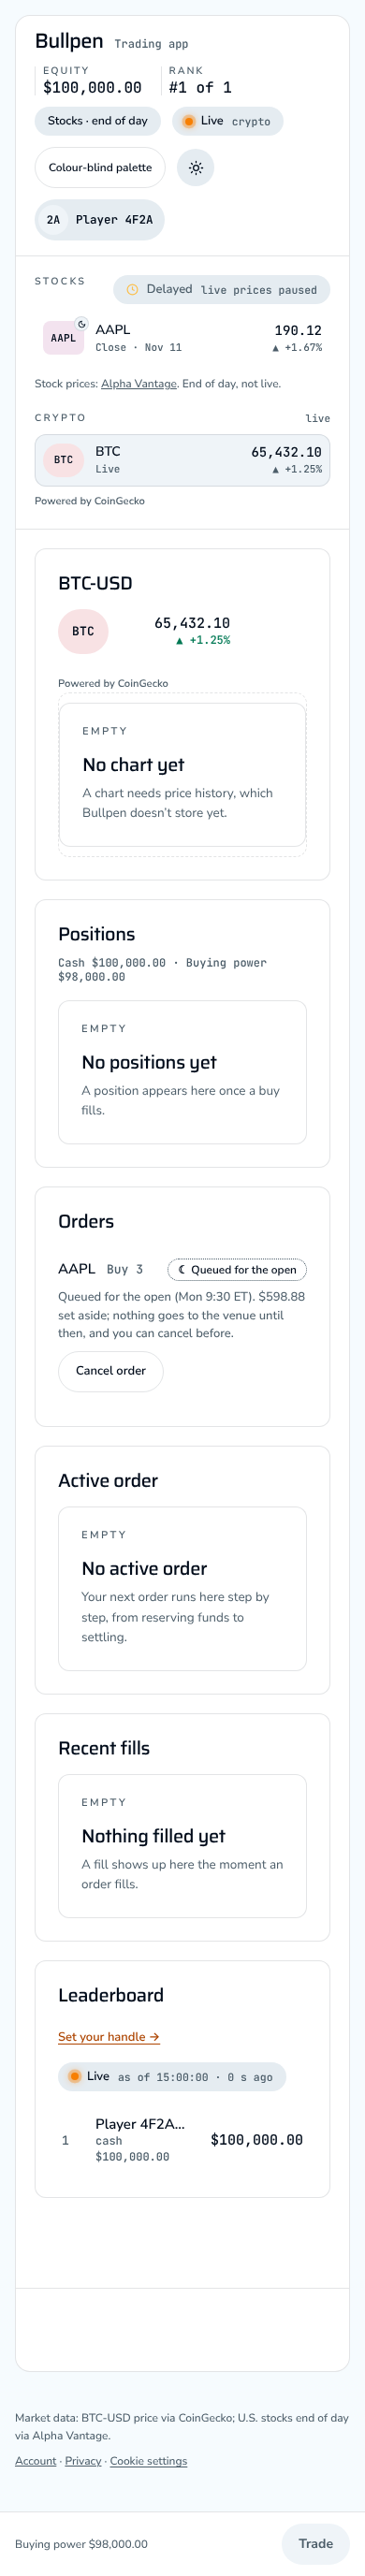 Bullpen Trading app
EQUITY RANK
$100,000.00 #1 of 1
Stocks · end of day Live crypto
Colour-blind palette
2A Player 4F2A
STOCKS Delayed live prices paused
AAPL AAPL 190.12
Close · Nov 11 ▲ +1.67%
Stock prices: Alpha Vantage. End of day, not live.
CRYPTO live
BTC BTC 65,432.10
Live ▲ +1.25%
Powered by CoinGecko
BTC-USD
BTC 65,432.10
▲ +1.25%
Powered by CoinGecko
EMPTY
No chart yet
A chart needs price history, which
Bullpen doesn’t store yet.
Positions
Cash $100,000.00 · Buying power
$98,000.00
EMPTY
No positions yet
A position appears here once a buy
fills.
Orders
AAPL Buy 3 ☾ Queued for the open
Queued for the open (Mon 9:30 ET). $598.88
set aside; nothing goes to the venue until
then, and you can cancel before.
Cancel order
Active order
EMPTY
No active order
Your next order runs here step by
step, from reserving funds to
settling.
Recent fills
EMPTY
Nothing filled yet
A fill shows up here the moment an
order fills.
Leaderboard
Set your handle →
Live as of 15:00:00 · 0 s ago
1 Player 4F2A… $100,000.00
cash
$100,000.00
Market data: BTC-USD price via CoinGecko; U.S. stocks end of day
via Alpha Vantage.
Account · Privacy · Cookie settings
Buying power $98,000.00 Trade